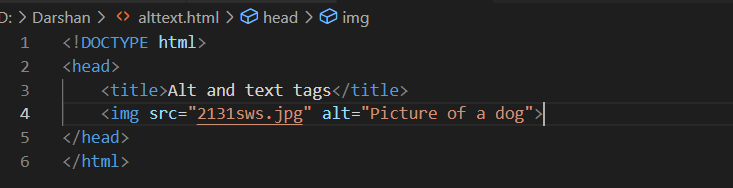 D: > Darshan > alttext.html > head > img
1 <!DOCTYPE html>
2 <head>
3 <title>Alt and text tags</title>
4 <img src="2131sws.jpg" alt="Picture of a dog">
5 </head>
6 </html>